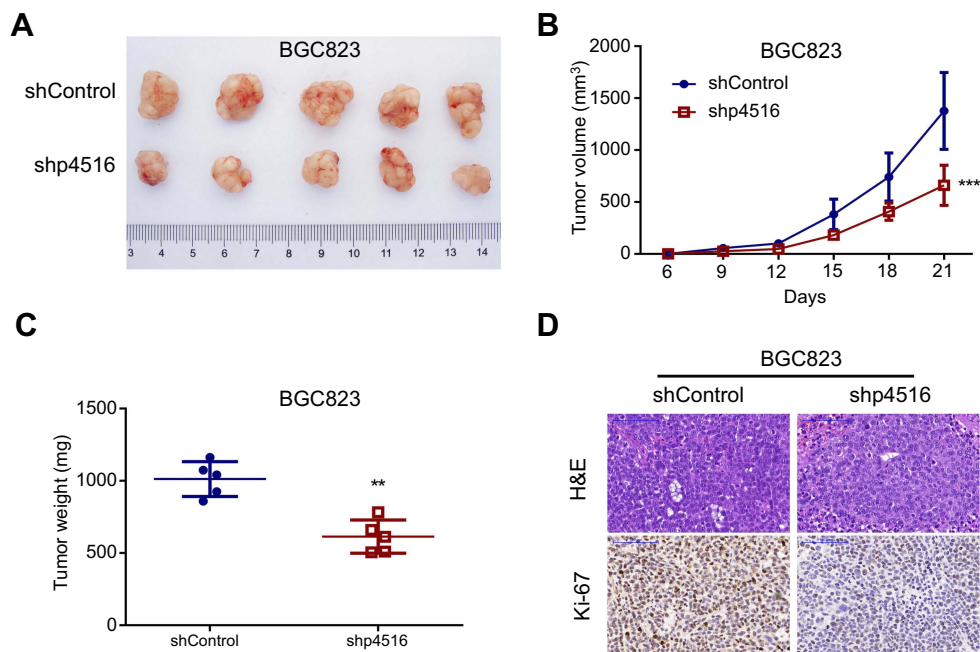 A
BGC823
shControl
shp4516
3 4 5 6 7 8 9 10 11 12 13 14
B
BGC823
shControl
shp4516
Tumor volume (mm³)
2000
1500
1000
500
0
***
6 9 12 15 18 21
Days
C
BGC823
Tumor weight (mg)
1500
1000
500
0
**
shControl shp4516
D
BGC823
shControl shp4516
H&E
Ki-67